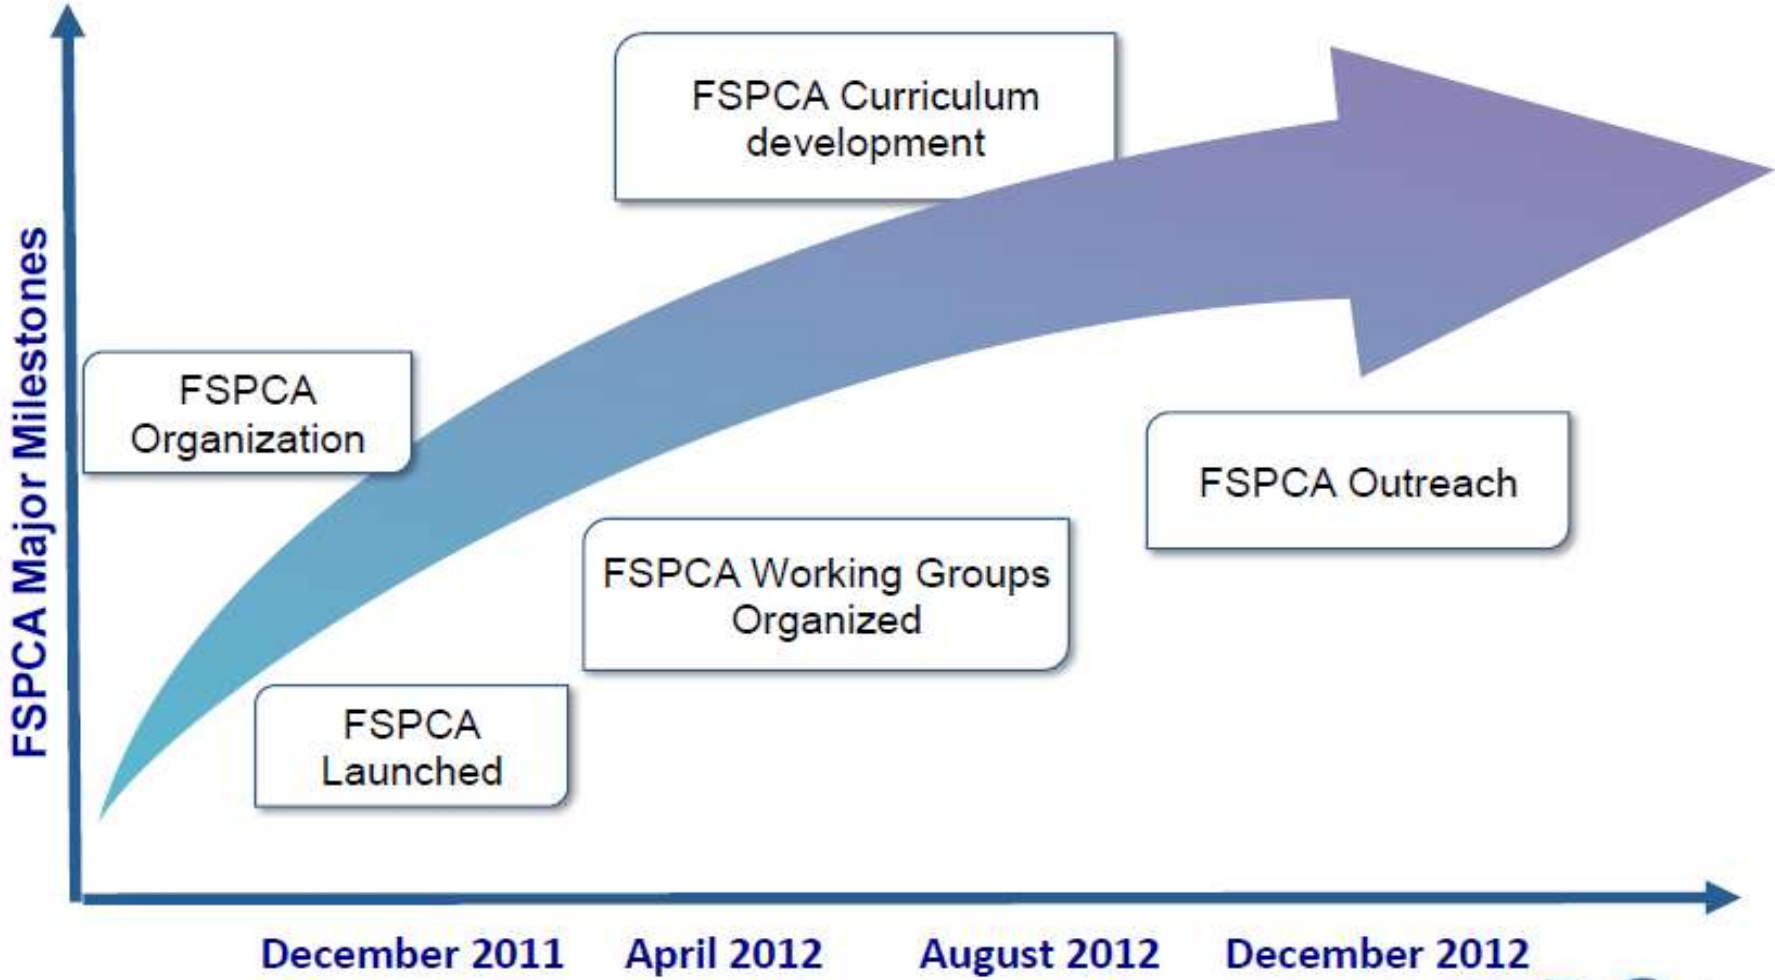 FSPCA Major Milestones
FSPCA Curriculum
development
FSPCA
Organization
FSPCA Outreach
FSPCA Working Groups
Organized
FSPCA
Launched
December 2011 April 2012 August 2012 December 2012